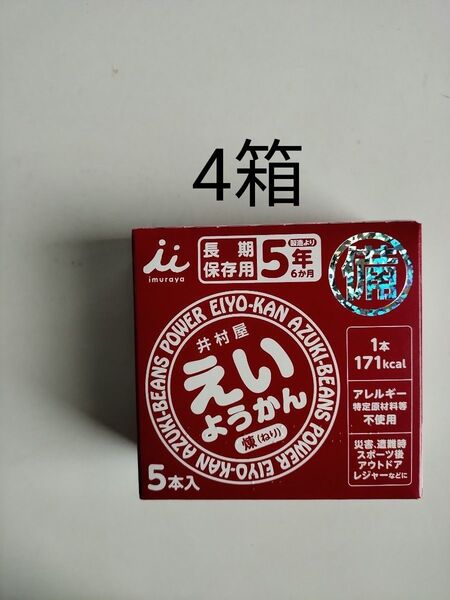 4箱
imuraya
長期
保存用
5年
製造より
6か月
備
AZUKI-BEANS POWER EIYO-KAN AZUKI-BEANS POWER EIYO-KAN
井村屋
えい
ようかん
煉(ねり)
5本入
1本
171kcal
アレルギー
特定原材料等
不使用
災害、遭難時
スポーツ後
アウトドア
レジャーなどに